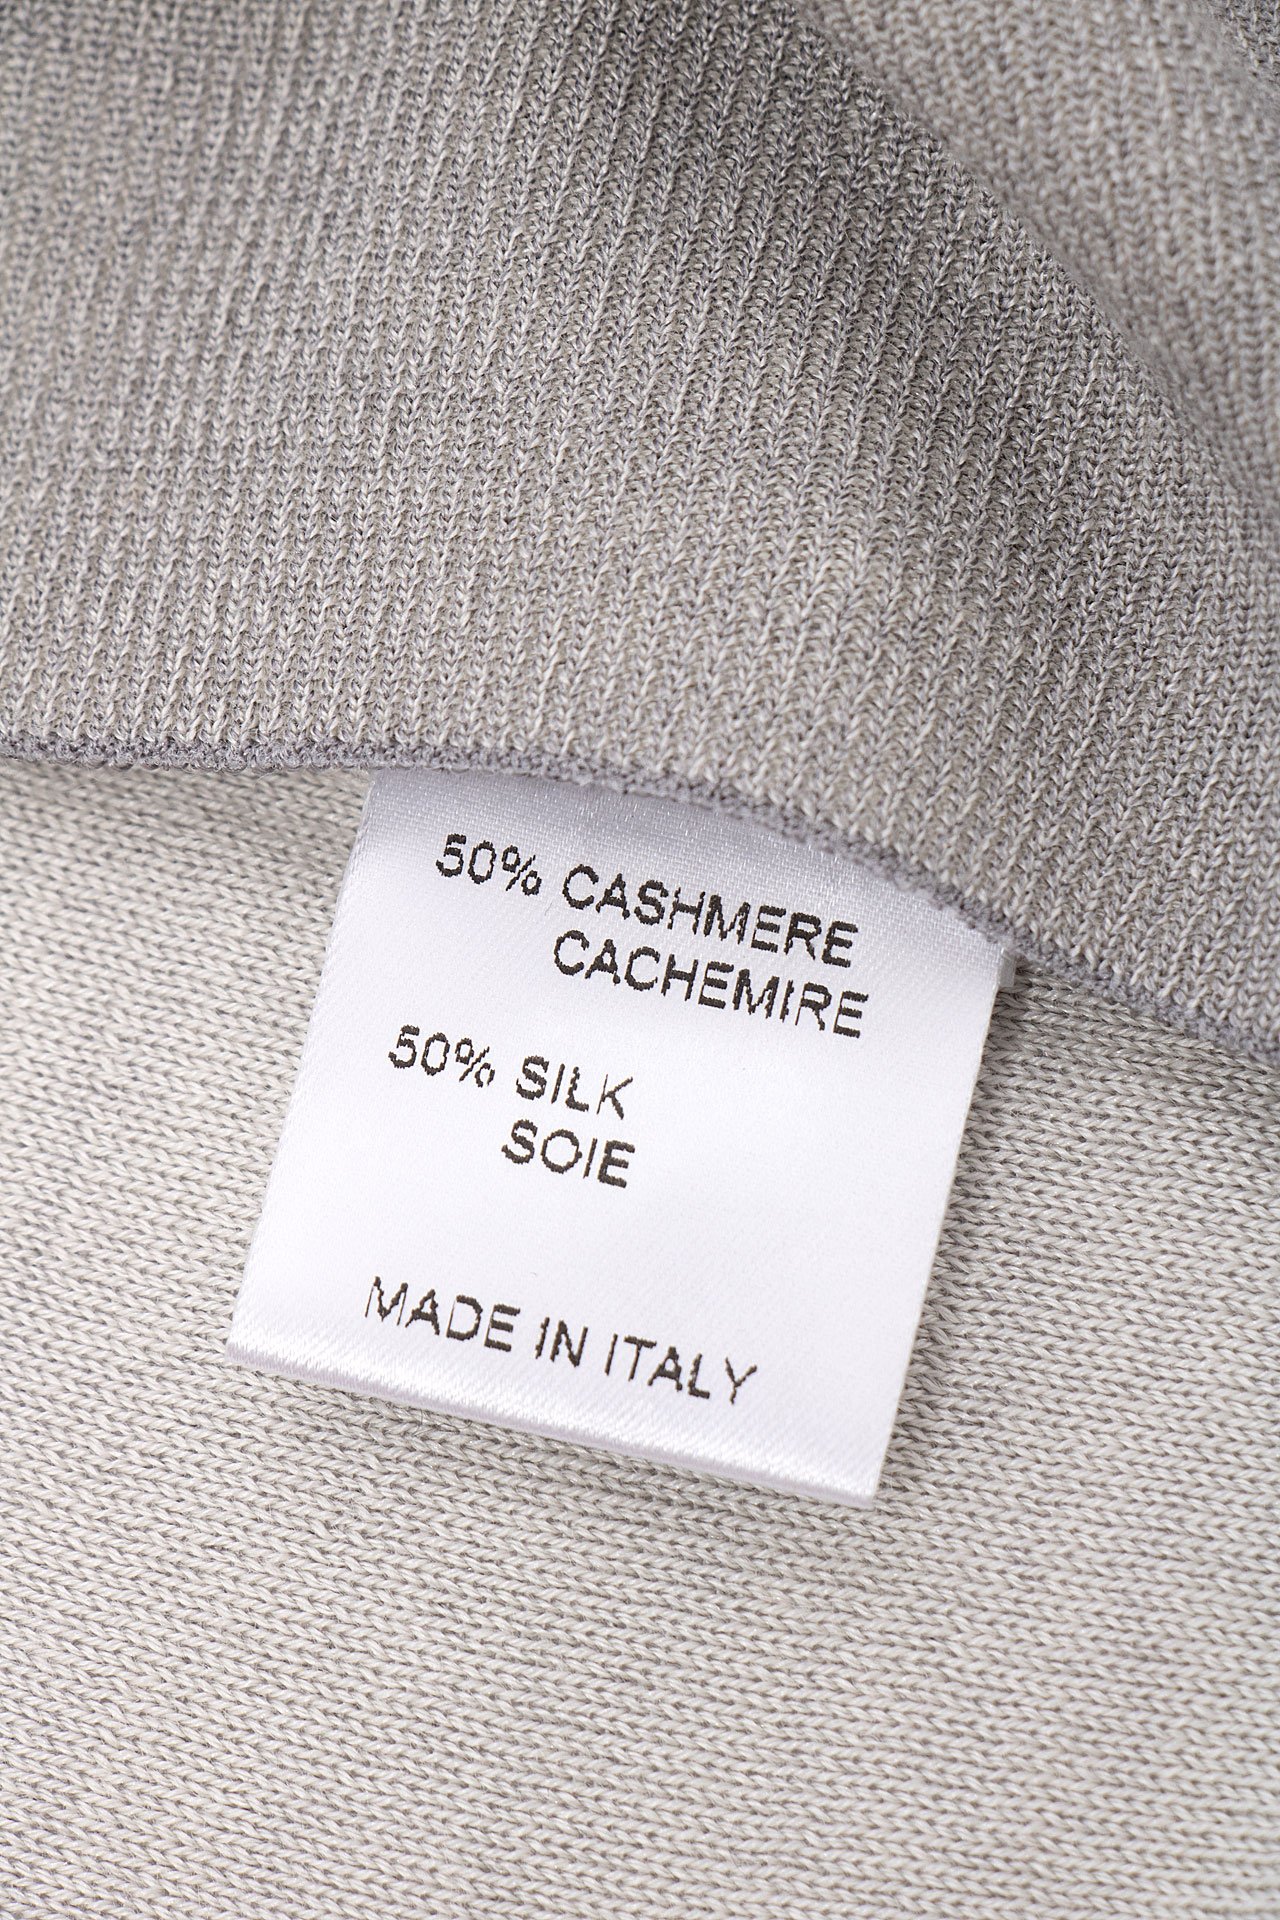 50% CASHMERE
CACHEMIRE
50% SILK
SOIE
MADE IN ITALY